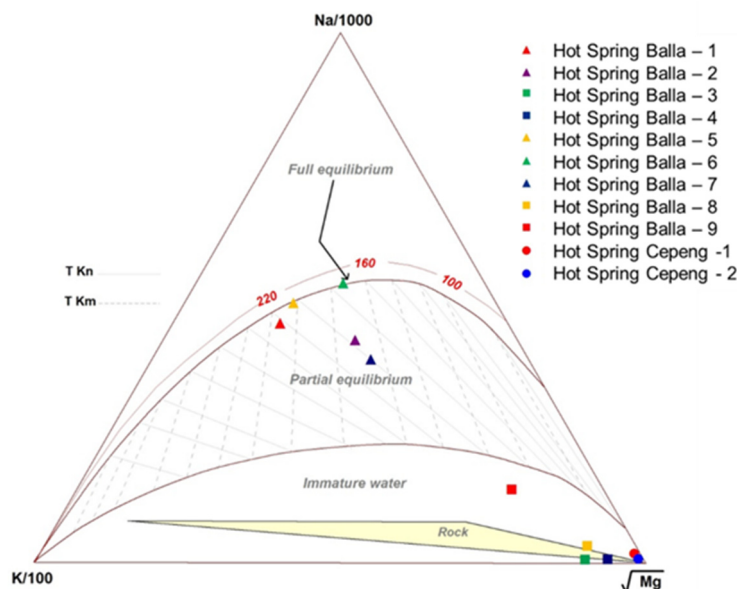 Na/1000
Hot Spring Balla – 1
Hot Spring Balla – 2
Hot Spring Balla – 3
Hot Spring Balla – 4
Hot Spring Balla – 5
Hot Spring Balla – 6
Hot Spring Balla – 7
Hot Spring Balla – 8
Hot Spring Balla – 9
Hot Spring Cepeng -1
Hot Spring Cepeng - 2
Full equilibrium
T Kn
T Km
220
160
100
Partial equilibrium
Immature water
Rock
K/100
√Mg